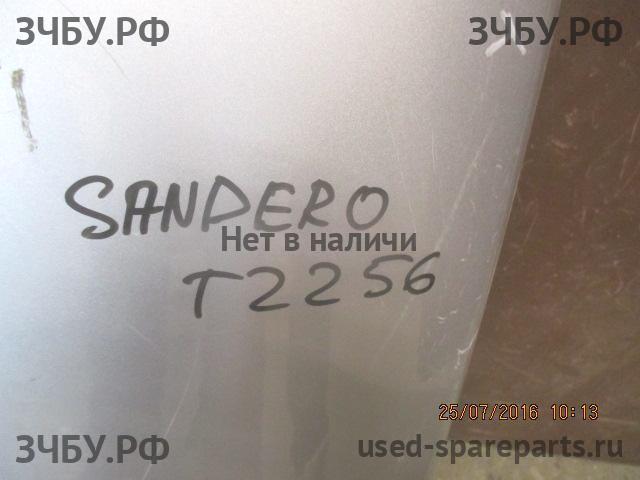 ЗЧБУ.РФ ЗЧБУ.РФ
SANDERO
Нет в наличи
T2256
25/07/2016 10:13
ЗЧБУ.РФ used-spareparts.ru